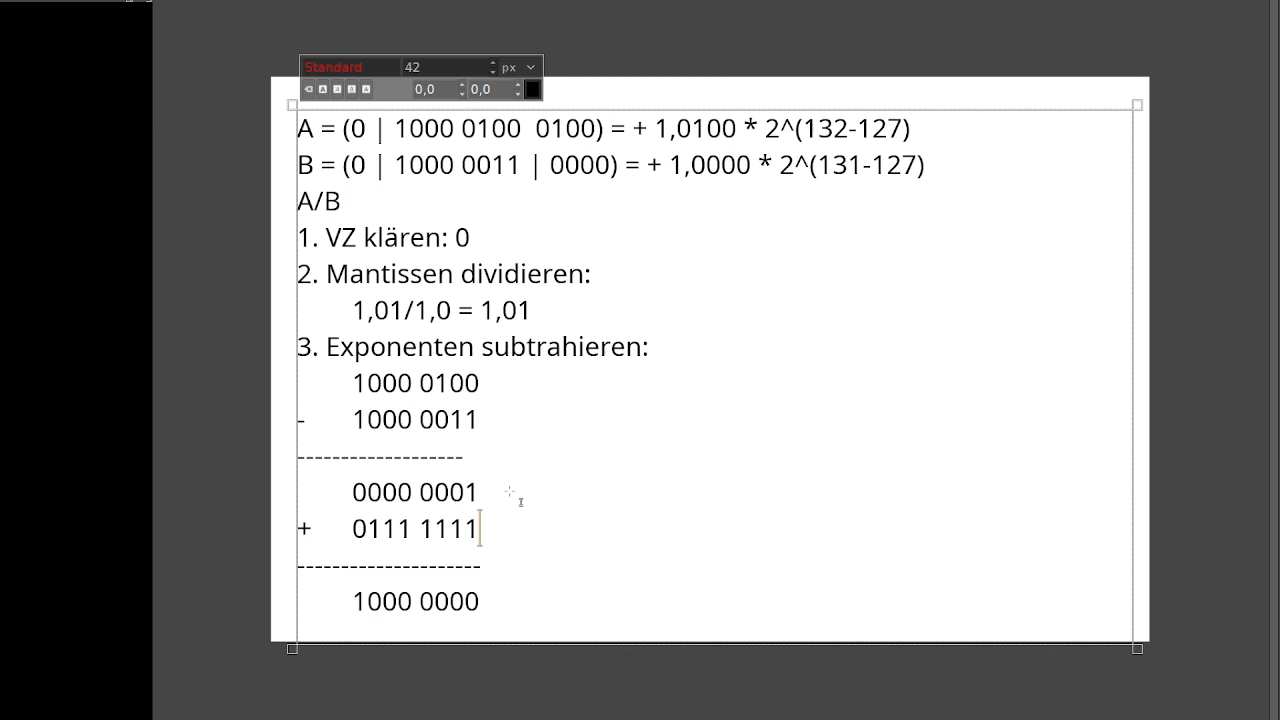 Standard 42 px
0,0 0,0
A = (0 | 1000 0100  0100) = + 1,0100 * 2^(132-127)
B = (0 | 1000 0011 | 0000) = + 1,0000 * 2^(131-127)
A/B
1. VZ klären: 0
2. Mantissen dividieren:
1,01/1,0 = 1,01
3. Exponenten subtrahieren:
1000 0100
- 1000 0011
-------------------
0000 0001
+ 0111 1111
---------------------
1000 0000